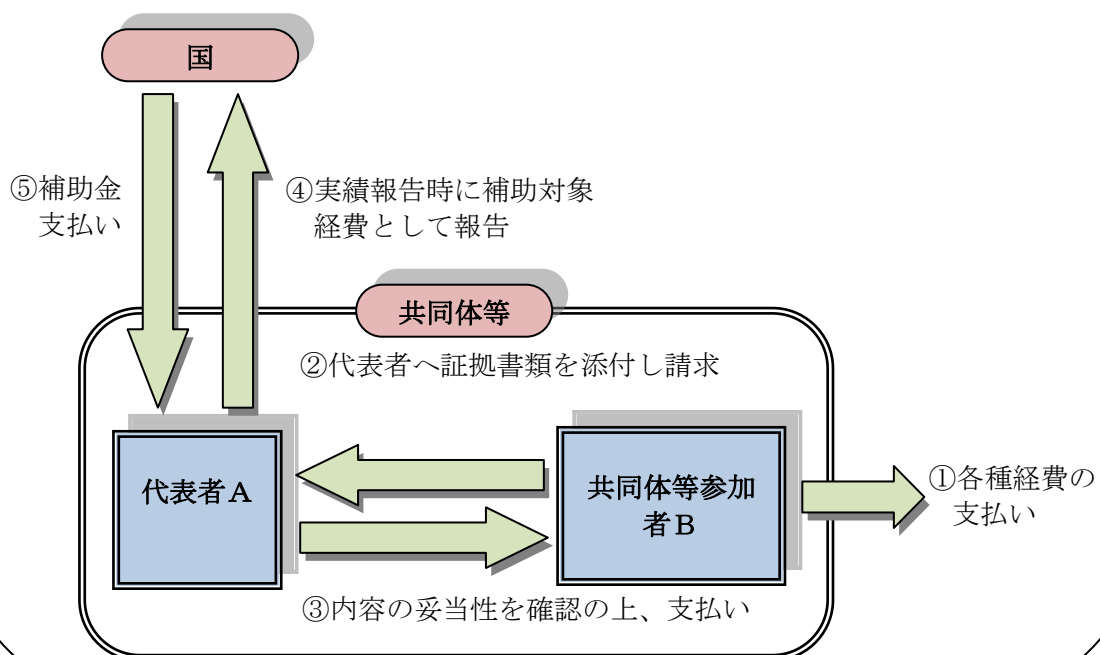 国
⑤補助金
支払い
④実績報告時に補助対象
経費として報告
共同体等
②代表者へ証拠書類を添付し請求
代表者A
共同体等参加
者B
①各種経費の
支払い
③内容の妥当性を確認の上、支払い